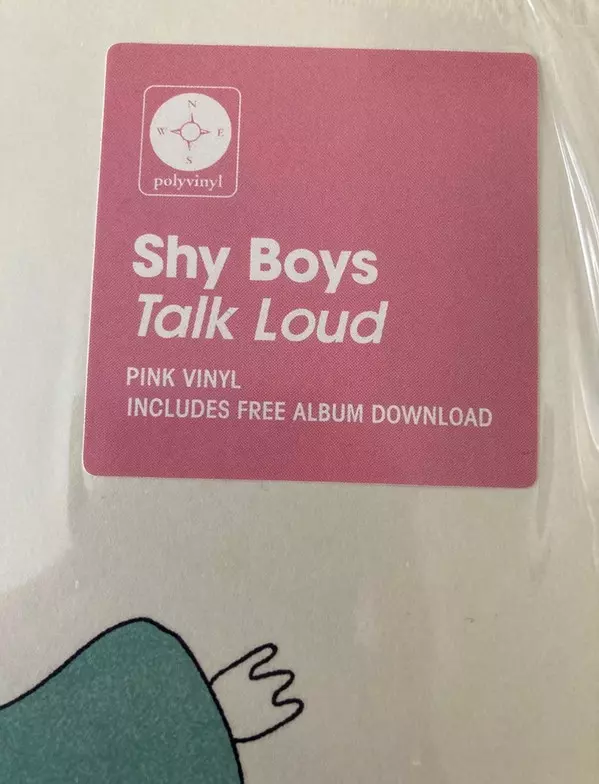 N
W E
S
polyvinyl
Shy Boys
Talk Loud
PINK VINYL
INCLUDES FREE ALBUM DOWNLOAD